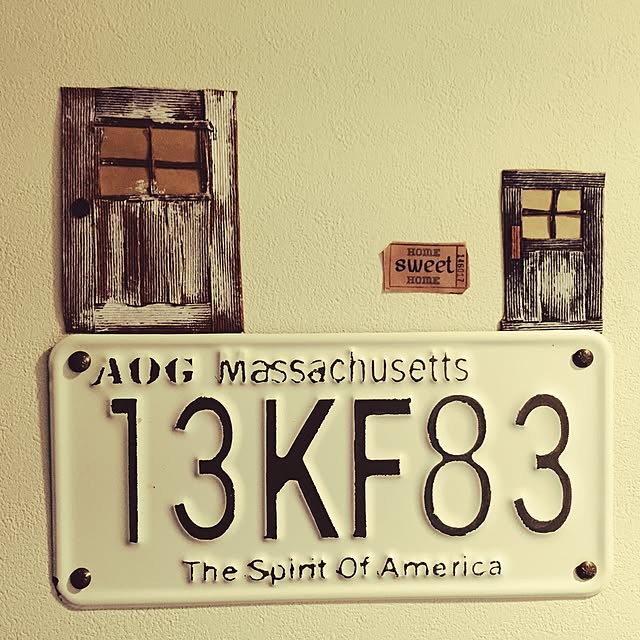 HOME
sweet
HOME
AOG Massachusetts
13KF83
The Spirit Of America